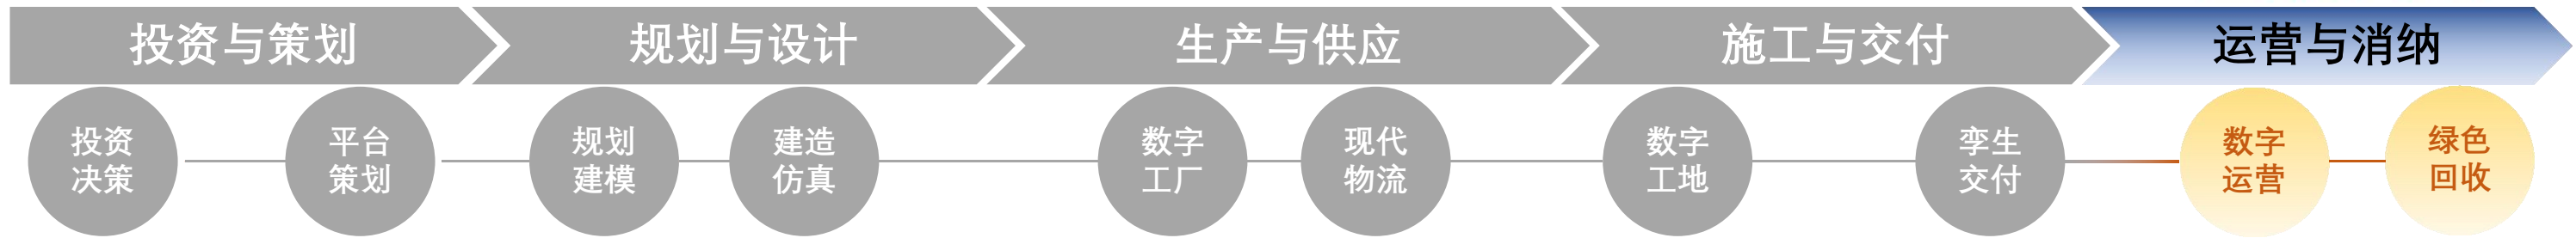 投资与策划
规划与设计
生产与供应
施工与交付
运营与消纳
投资
决策
平台
策划
规划
建模
建造
仿真
数字
工厂
现代
物流
数字
工地
孪生
交付
数字
运营
绿色
回收